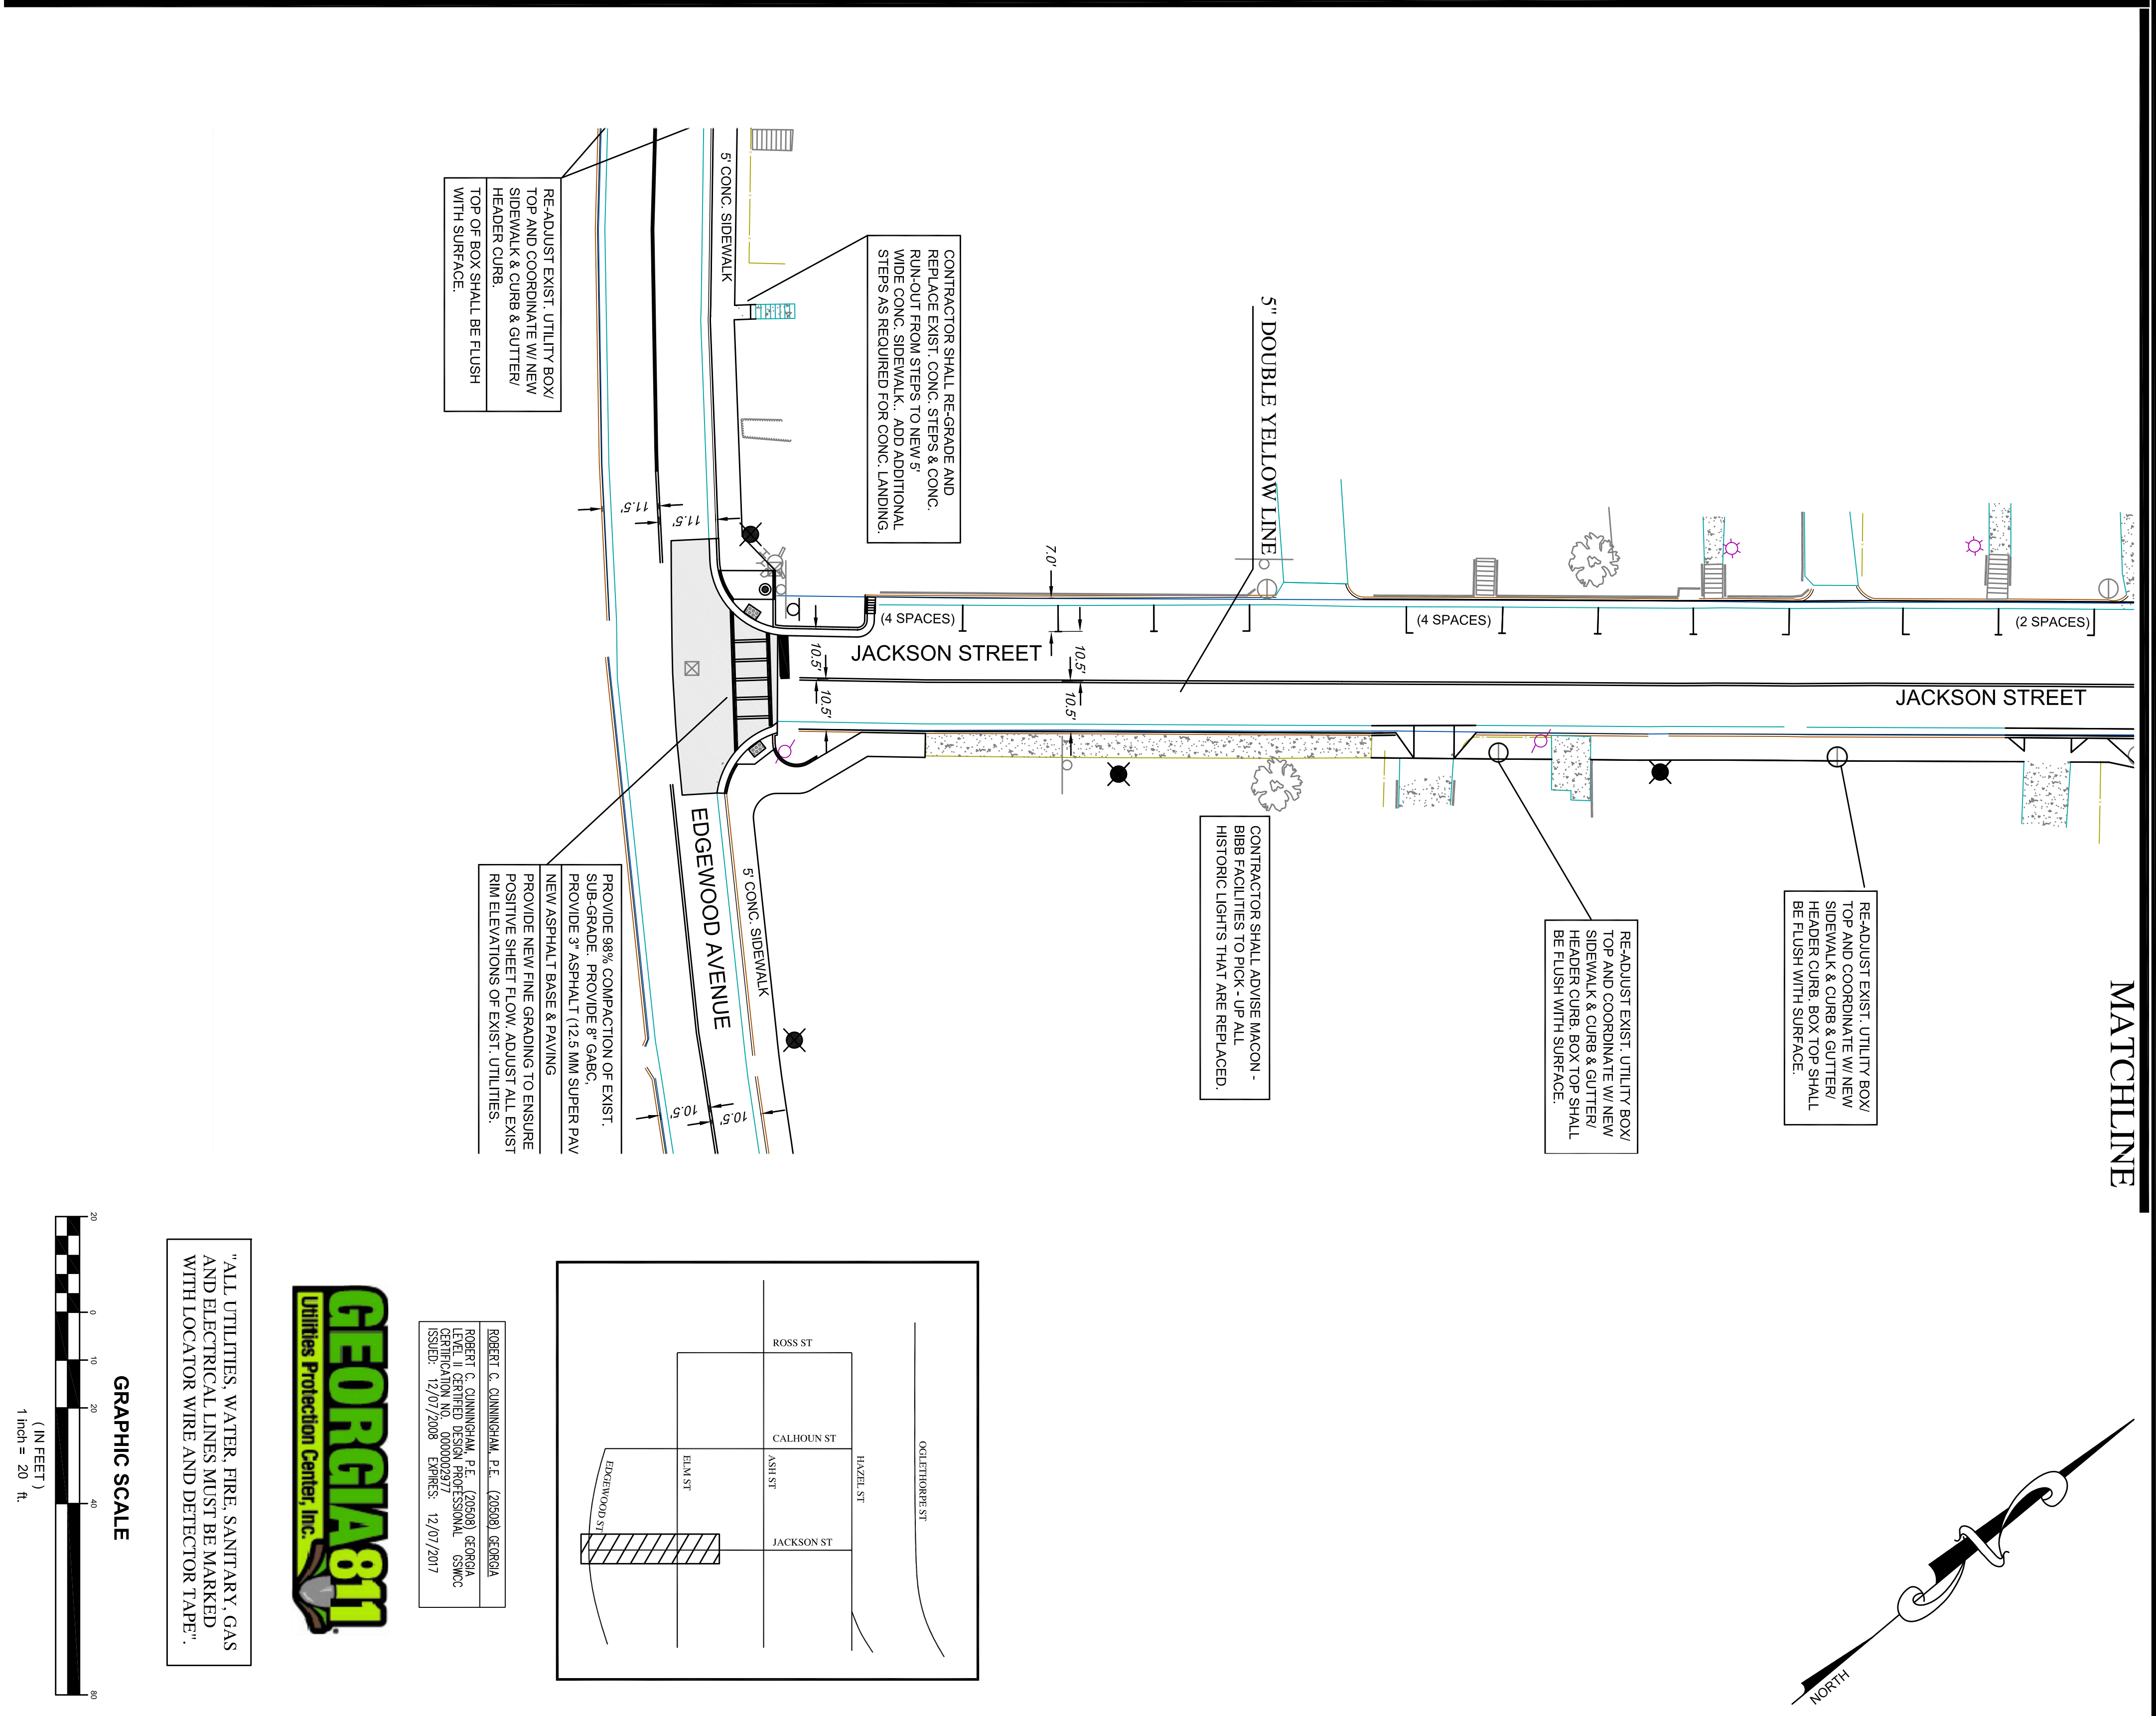 MATCHLINE
5' CONC. SIDEWALK
RE-ADJUST EXIST. UTILITY BOX/
TOP AND COORDINATE W/ NEW
SIDEWALK & CURB & GUTTER/
HEADER CURB.
TOP OF BOX SHALL BE FLUSH
WITH SURFACE.
CONTRACTOR SHALL RE-GRADE AND
REPLACE EXIST. CONC. STEPS & CONC.
RUN-OUT FROM STEPS TO NEW 5'
WIDE CONC. SIDEWALK.. ADD ADDITIONAL
STEPS AS REQUIRED FOR CONC. LANDING.
5" DOUBLE YELLOW LINE
11.5'
11.5'
7.0'
(4 SPACES)
(4 SPACES)
(2 SPACES)
JACKSON STREET
JACKSON STREET
10.5'
10.5'
10.5'
10.5'
EDGEWOOD AVENUE
5' CONC. SIDEWALK
10.5'
10.5'
PROVIDE 98% COMPACTION OF EXIST.
SUB-GRADE. PROVIDE 8" GABC,
PROVIDE 3" ASPHALT (12.5 MM SUPER PAV
NEW ASPHALT BASE & PAVING
PROVIDE NEW FINE GRADING TO ENSURE
POSITIVE SHEET FLOW. ADJUST ALL EXIST
RIM ELEVATIONS OF EXIST. UTILITIES.
CONTRACTOR SHALL ADVISE MACON -
BIBB FACILITIES TO PICK - UP ALL
HISTORIC LIGHTS THAT ARE REPLACED.
RE-ADJUST EXIST. UTILITY BOX/
TOP AND COORDINATE W/ NEW
SIDEWALK & CURB & GUTTER/
HEADER CURB. BOX TOP SHALL
BE FLUSH WITH SURFACE.
RE-ADJUST EXIST. UTILITY BOX/
TOP AND COORDINATE W/ NEW
SIDEWALK & CURB & GUTTER/
HEADER CURB. BOX TOP SHALL
BE FLUSH WITH SURFACE.
ROSS ST
CALHOUN ST
JACKSON ST
OGLETHORPE ST
HAZEL ST
ASH ST
ELM ST
EDGEWOOD ST
ROBERT C. CUNNINGHAM, P.E. (20508) GEORGIA
ROBERT C. CUNNINGHAM, P.E. (20508) GEORGIA
LEVEL II CERTIFIED DESIGN PROFESSIONAL GSWCC
CERTIFICATION NO. 0000002977
ISSUED: 12/07/2008 EXPIRES: 12/07/2017
GEORGIA811
Utilities Protection Center, Inc.
"ALL UTILITIES, WATER, FIRE, SANITARY, GAS
AND ELECTRICAL LINES MUST BE MARKED
WITH LOCATOR WIRE AND DETECTOR TAPE".
GRAPHIC SCALE
20 0 10 20 40 80
( IN FEET )
1 inch = 20 ft.
NORTH